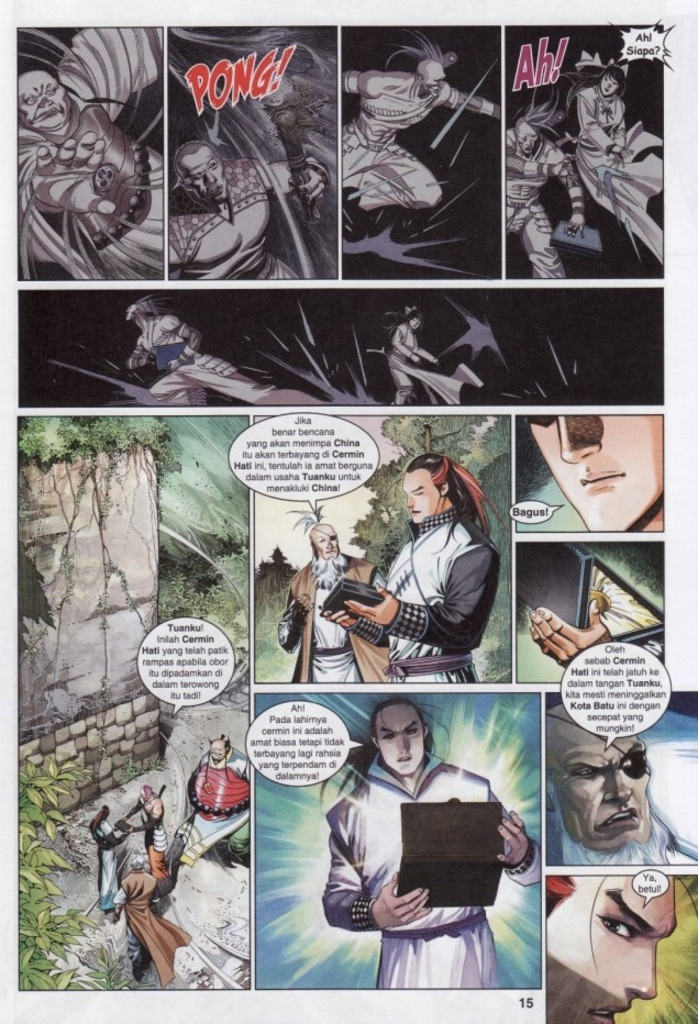 PONG!
Ah!
Ah!
Siapa?
Jika
benar bencana
yang akan menimpa China
itu akan terbayang di Cermin
Hati ini, tentulah ia amat berguna
dalam usaha Tuanku untuk
menakluki China!
Bagus!
Tuanku!
Inilah Cermin
Hati yang telah patik
rampas apabila obor
itu dipadamkan di
dalam terowong
itu tadi!
Oleh
sebab Cermin
Hati ini telah jatuh ke
dalam tangan Tuanku,
kita mesti meninggalkan
Kota Batu ini dengan
secepat yang
mungkin!
Ah!
Pada lahirnya
cermin ini adalah
amat biasa tetapi tidak
terbayang lagi rahsia
yang terpendam di
dalamnya!
Ya,
betul!
15